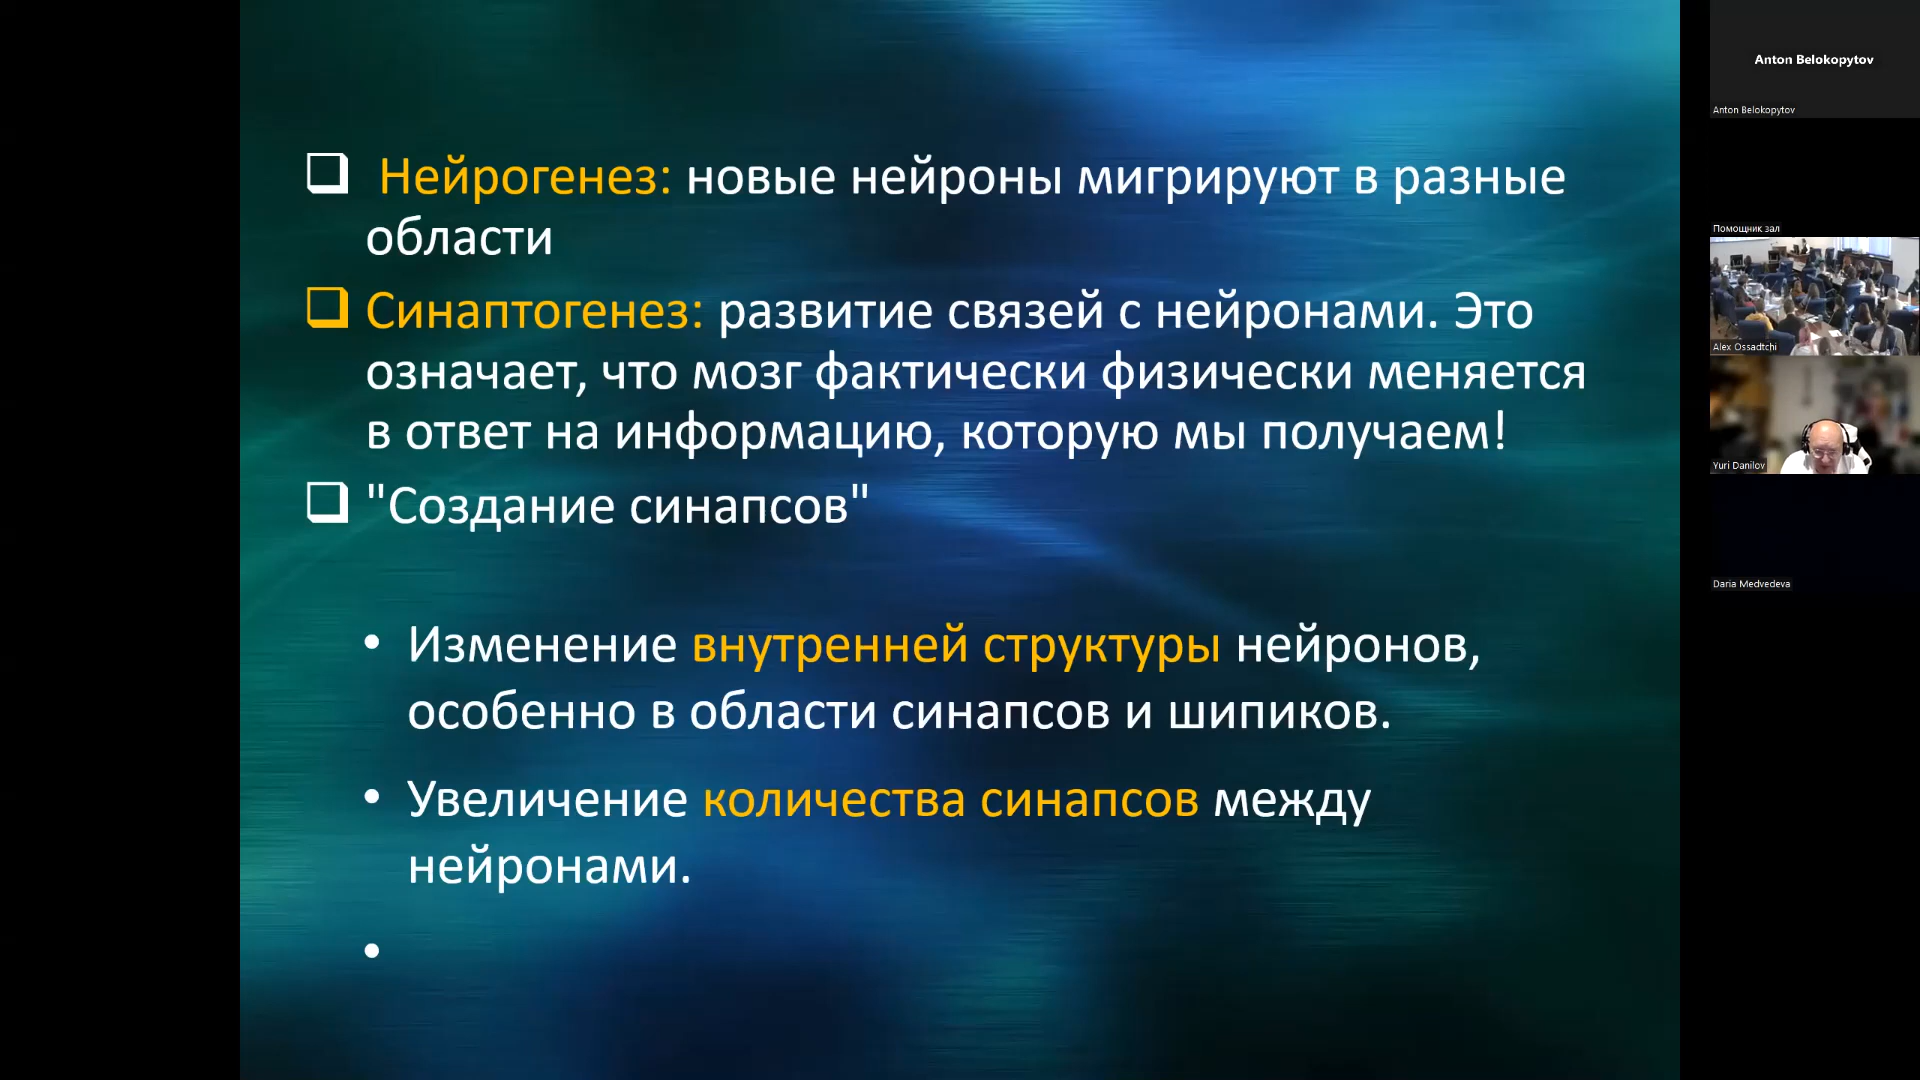 ❑ Нейрогенез: новые нейроны мигрируют в разные
области
❑ Синаптогенез: развитие связей с нейронами. Это
означает, что мозг фактически физически меняется
в ответ на информацию, которую мы получаем!
❑ "Создание синапсов"
• Изменение внутренней структуры нейронов,
особенно в области синапсов и шипиков.
• Увеличение количества синапсов между
нейронами.
•
Anton Belokopytov
Anton Belokopytov
Помощник зал
Alex Ossadtchi
Yuri Danilov
Daria Medvedeva